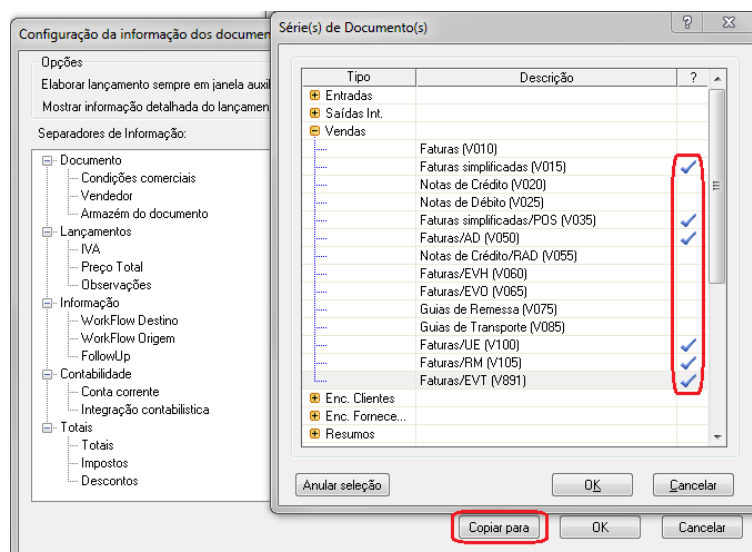 Configuração da informação dos documen
Opções
Elaborar lançamento sempre em janela auxil
Mostrar informação detalhada do lançamen
Separadores de Informação:
Documento
Condições comerciais
Vendedor
Armazém do documento
Lançamentos
IVA
Preço Total
Observações
Informação
WorkFlow Destino
WorkFlow Origem
FollowUp
Contabilidade
Conta corrente
Integração contabilistica
Totais
Totais
Impostos
Descontos
Série(s) de Documento(s)
Tipo Descrição ?
Entradas
Saídas Int.
Vendas
Faturas (V010)
Faturas simplificadas (V015)
Notas de Crédito (V020)
Notas de Débito (V025)
Faturas simplificadas/POS (V035)
Faturas/AD (V050)
Notas de Crédito/RAD (V055)
Faturas/EVH (V060)
Faturas/EVO (V065)
Guias de Remessa (V075)
Guias de Transporte (V085)
Faturas/UE (V100)
Faturas/RM (V105)
Faturas/EVT (V891)
Enc. Clientes
Enc. Fornece...
Resumos
Anular seleção OK Cancelar
Copiar para OK Cancelar